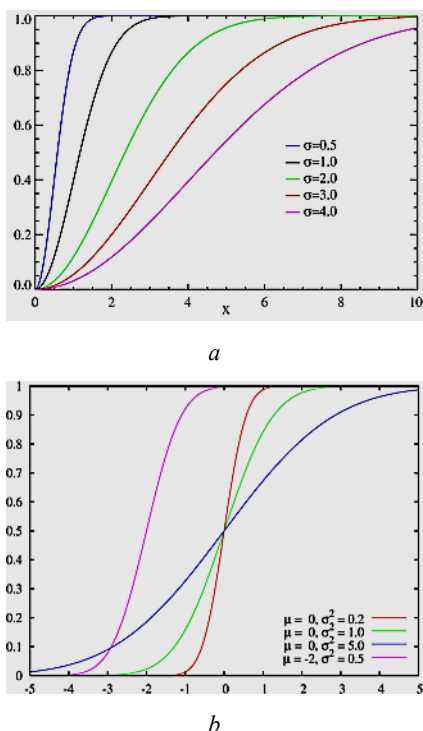 1.0
0.8
0.6
0.4
0.2
0.0
σ=0.5
σ=1.0
σ=2.0
σ=3.0
σ=4.0
0 2 4 6 8 10
x
a
1
0.9
0.8
0.7
0.6
0.5
0.4
0.3
0.2
0.1
0
μ = 0, σ² = 0.2
μ = 0, σ² = 1.0
μ = 0, σ² = 5.0
μ = -2, σ² = 0.5
-5 -4 -3 -2 -1 0 1 2 3 4 5
b